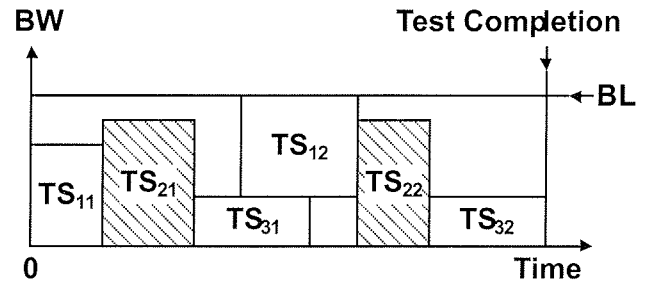 BW Test Completion
BL
TS₁₂
TS₁₁ TS₂₁ TS₂₂
TS₃₁ TS₃₂
0 Time